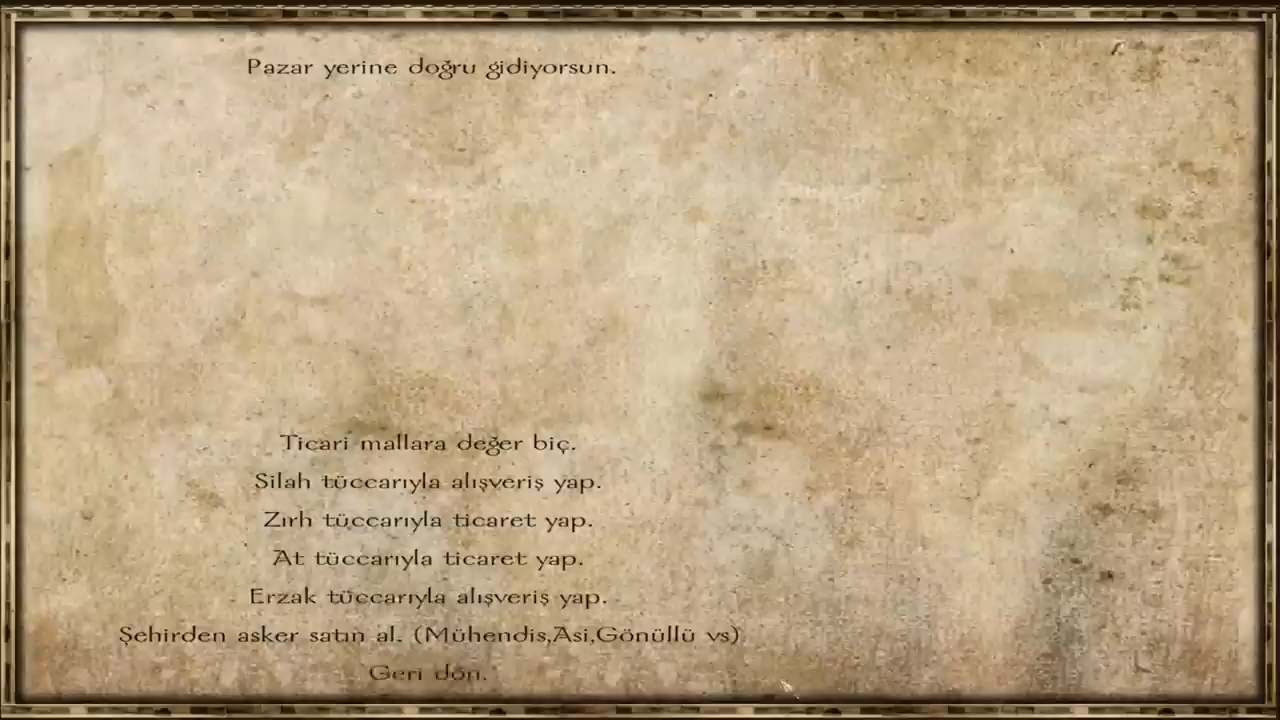 Pazar yerine doğru gidiyorsun.
Ticari mallara değer biç.
Silah tüccarıyla alışveriş yap.
Zırh tüccarıyla ticaret yap.
At tüccarıyla ticaret yap.
Erzak tüccarıyla alışveriş yap.
Şehirden asker satın al. (Mühendis,Asi,Gönüllü vs)
Geri dön.